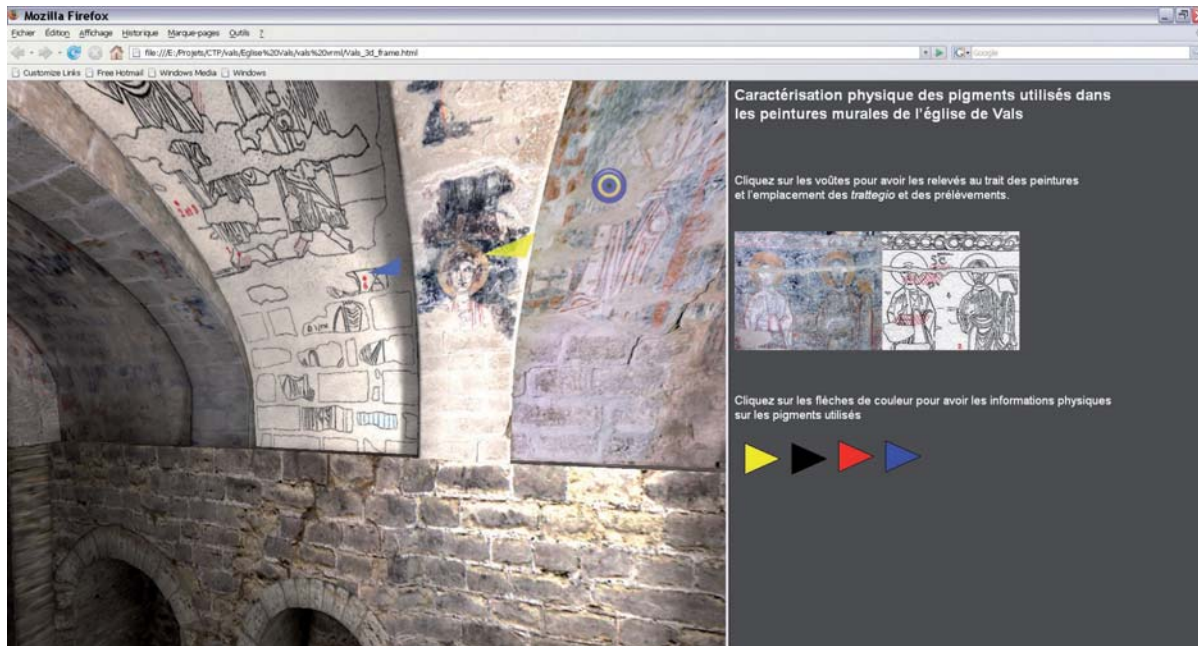 Mozilla Firefox
Fichier Édition Affichage Historique Marque-pages Outils ?
file:///E:/Projets/CTP/vals/Eglise%20Vals/vals%20vrml/Vals_3d_frame.html
Google
Customize Links Free Hotmail Windows Media Windows
Caractérisation physique des pigments utilisés dans
les peintures murales de l'église de Vals
Cliquez sur les voûtes pour avoir les relevés au trait des peintures
et l'emplacement des trattegio et des prélèvements.
Cliquez sur les flèches de couleur pour avoir les informations physiques
sur les pigments utilisés